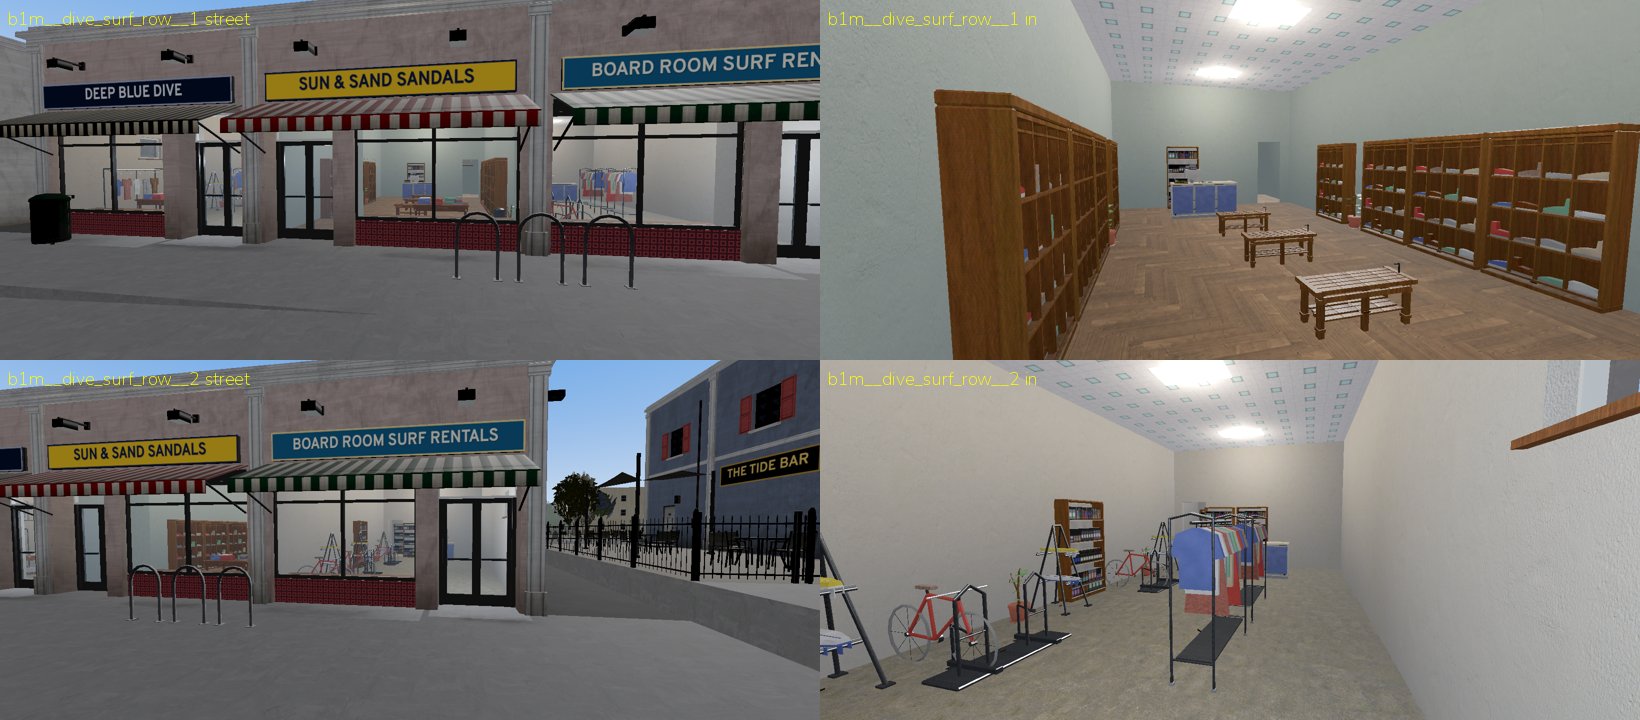 b1m__dive_surf_row__1 street
DEEP BLUE DIVE
SUN & SAND SANDALS
BOARD ROOM SURF REN
b1m__dive_surf_row__1 in
b1m__dive_surf_row__2 street
SUN & SAND SANDALS
BOARD ROOM SURF RENTALS
THE TIDE BAR
b1m__dive_surf_row__2 in